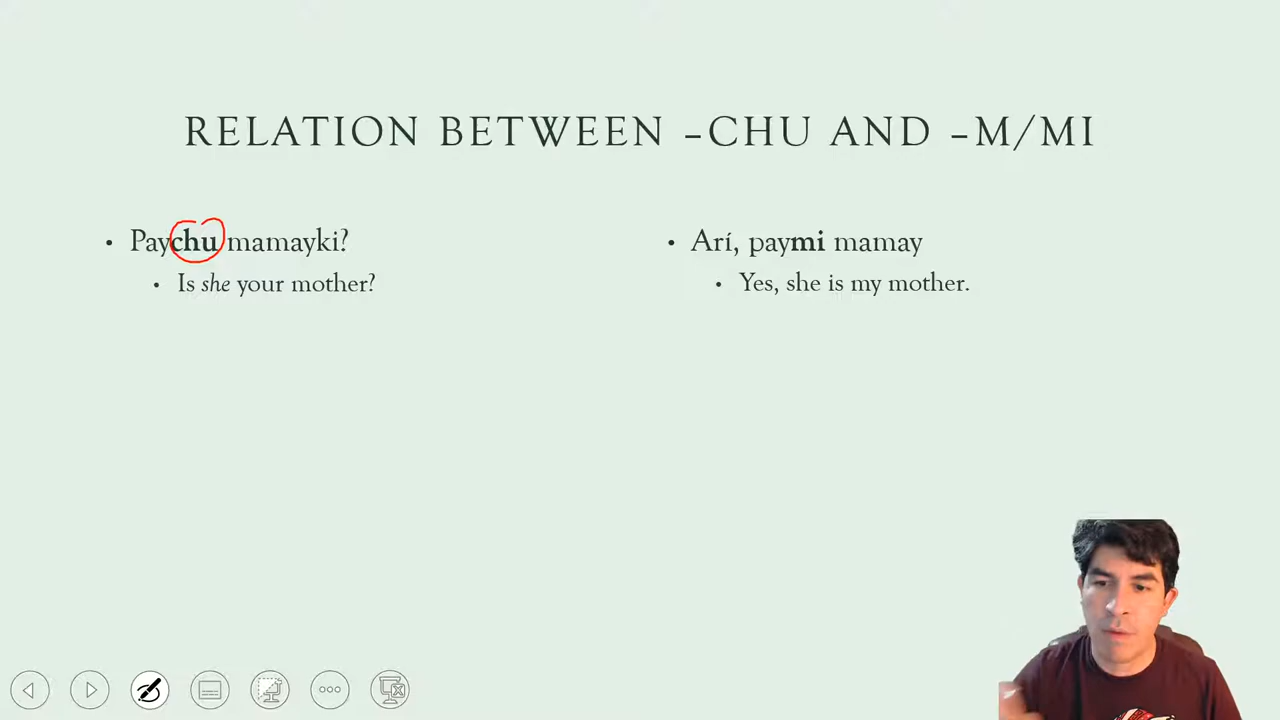 RELATION BETWEEN –CHU AND –M/MI
• Paychu mamayki?
• Is she your mother?
• Arí, paymi mamay
• Yes, she is my mother.